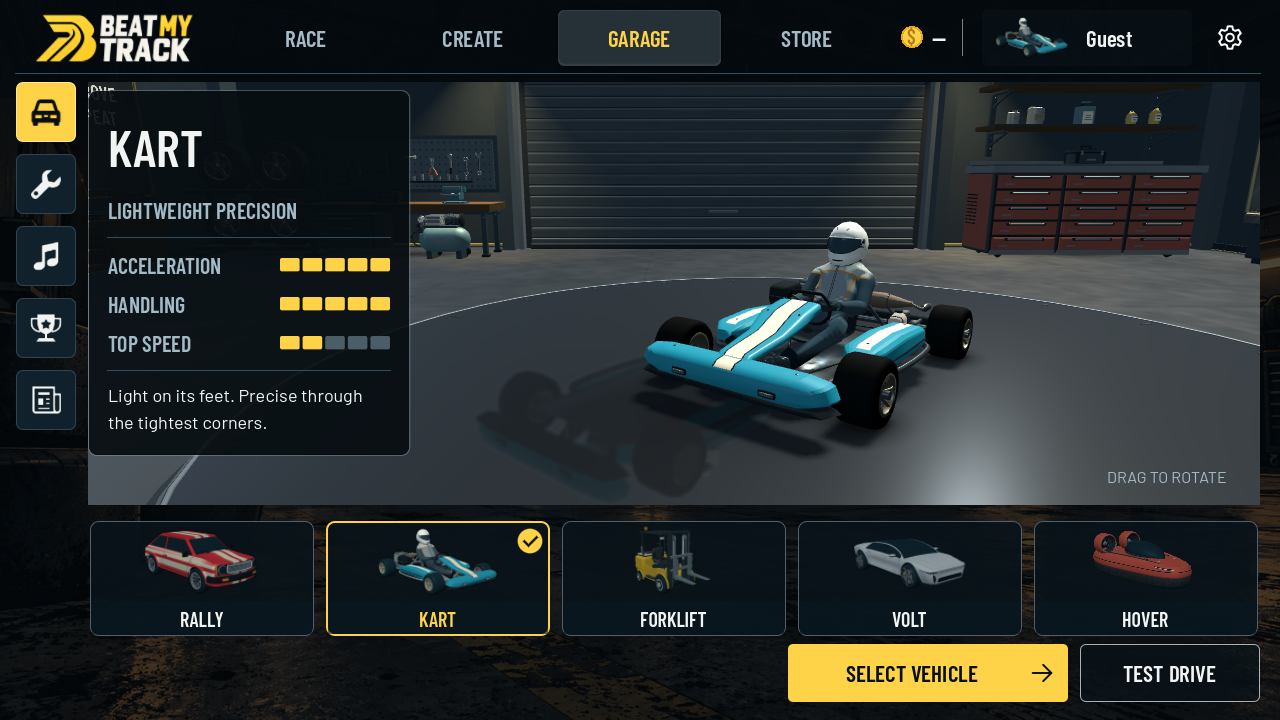 BEAT MY
TRACK
RACE
CREATE
GARAGE
STORE
$ –
Guest
KART
LIGHTWEIGHT PRECISION
ACCELERATION
HANDLING
TOP SPEED
Light on its feet. Precise through
the tightest corners.
DRAG TO ROTATE
RALLY
KART
FORKLIFT
VOLT
HOVER
SELECT VEHICLE
TEST DRIVE